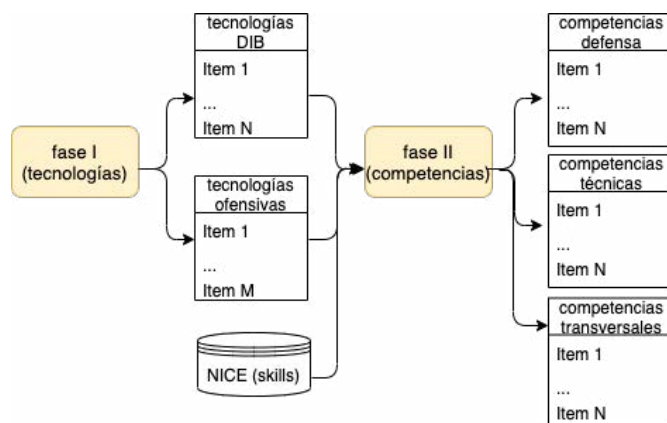 fase I
(tecnologías)
tecnologías
DIB
Item 1
...
Item N
tecnologías
ofensivas
Item 1
...
Item M
NICE (skills)
fase II
(competencias)
competencias
defensa
Item 1
...
Item N
competencias
técnicas
Item 1
...
Item N
competencias
transversales
Item 1
...
Item N